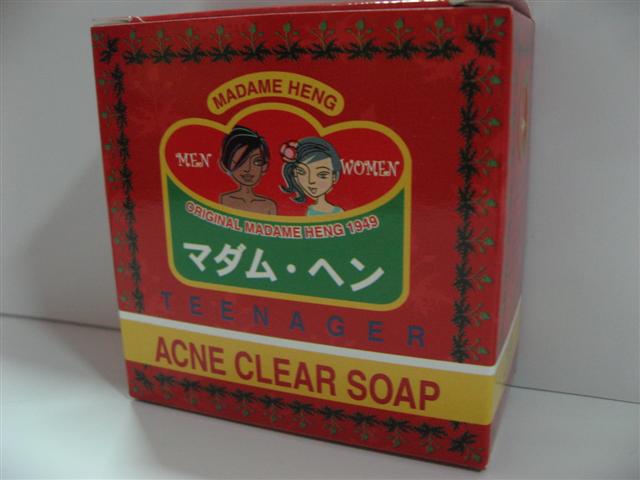 MADAME HENG
MEN
WOMEN
ORIGINAL MADAME HENG 1949
マダム・ヘン
TEENAGER
ACNE CLEAR SOAP